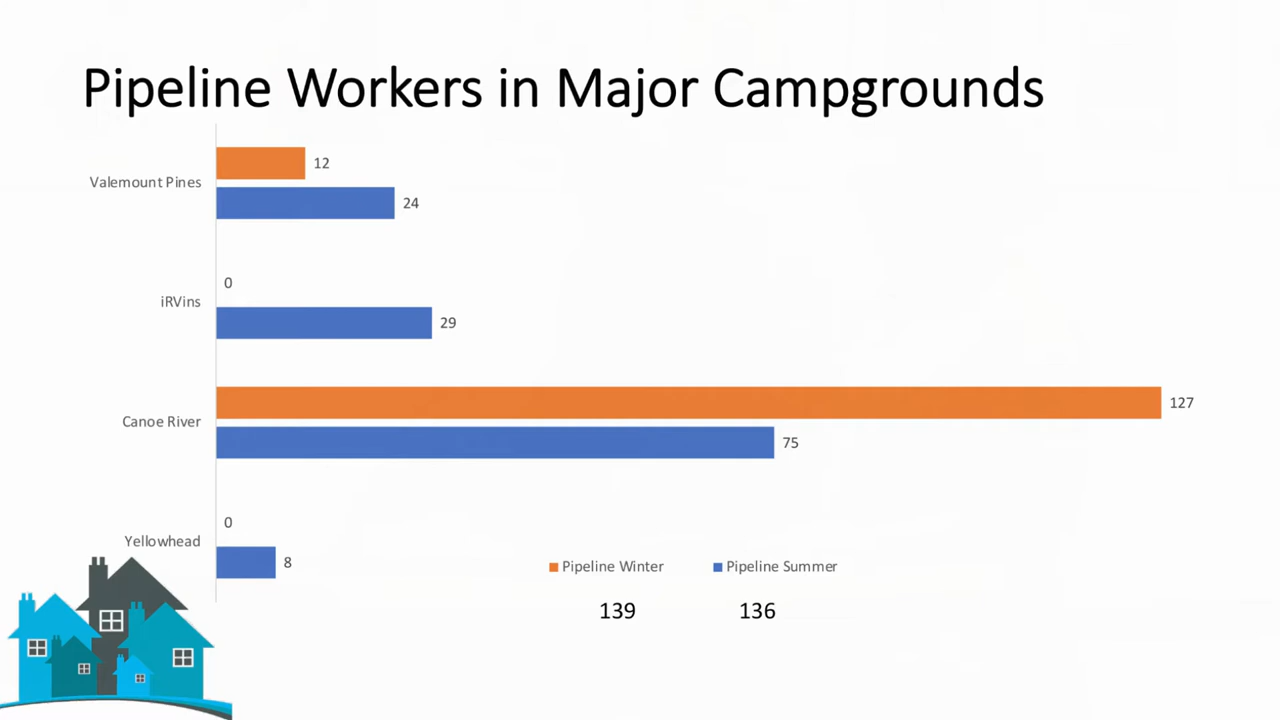 Pipeline Workers in Major Campgrounds
12
Valemount Pines
24
0
iRVins
29
127
Canoe River
75
0
Yellowhead
8
Pipeline Winter Pipeline Summer
139 136